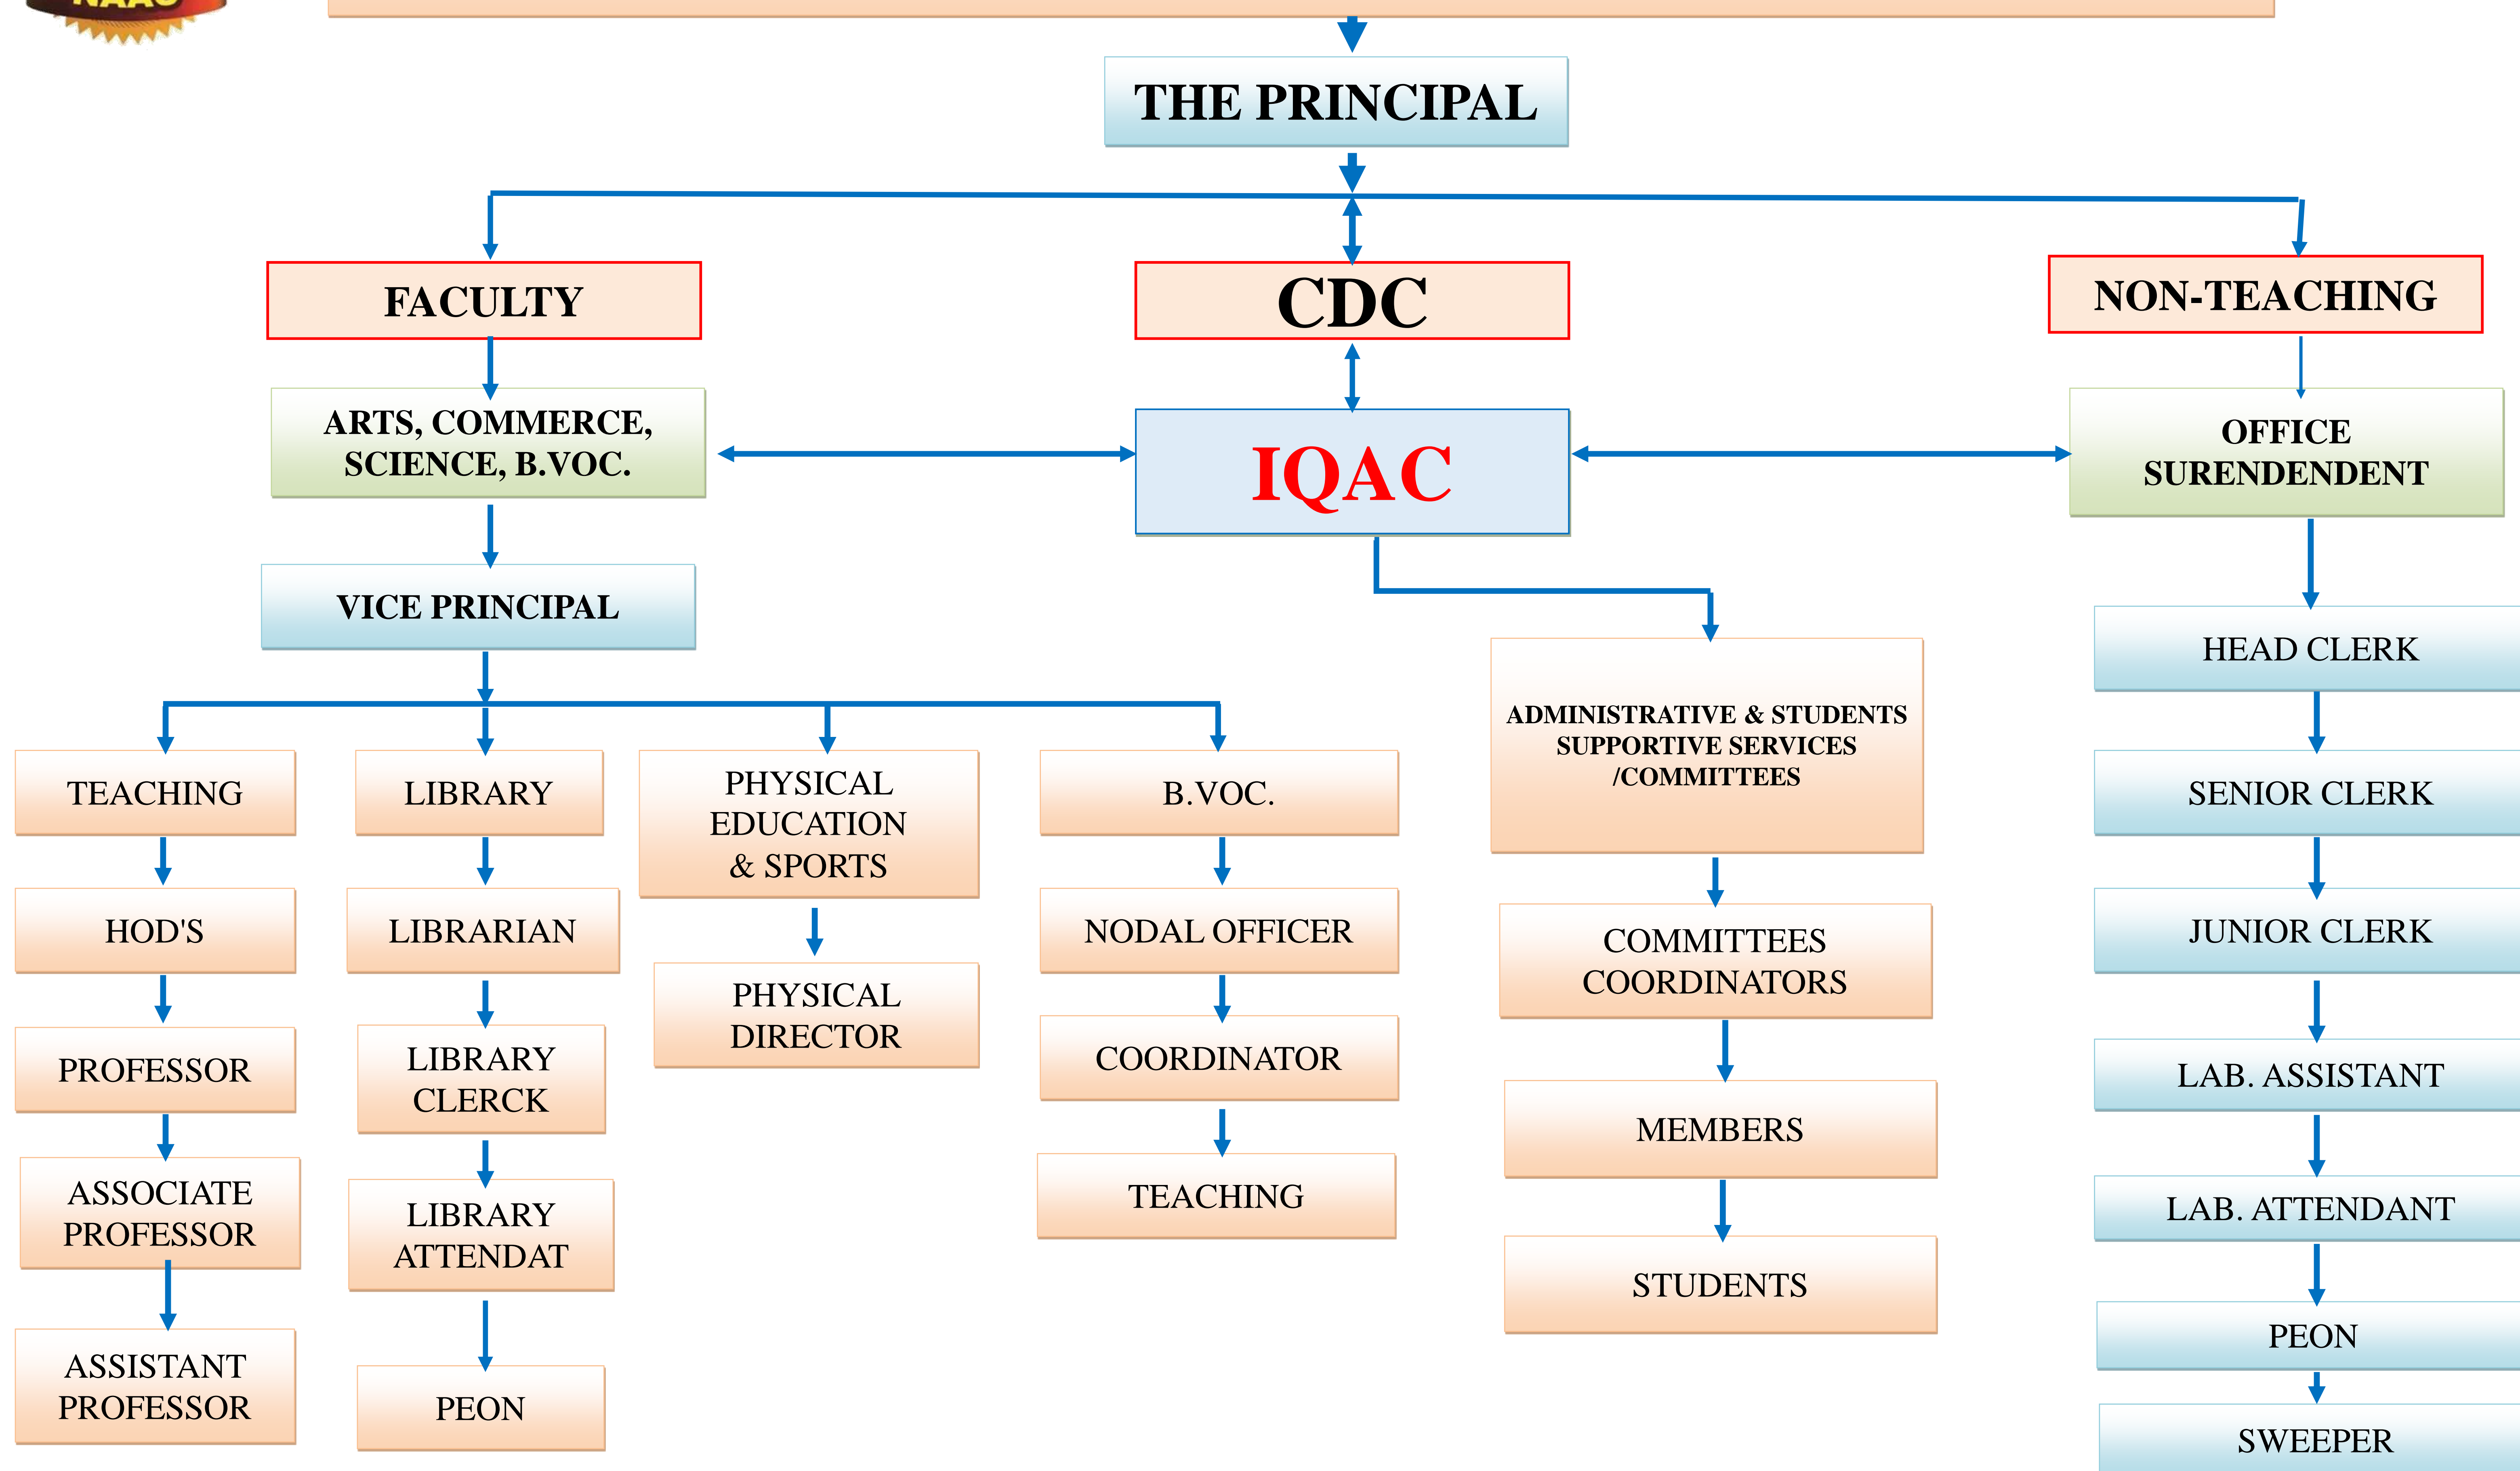 NAAC
THE PRINCIPAL
FACULTY
CDC
NON-TEACHING
ARTS, COMMERCE,
SCIENCE, B.VOC.
IQAC
OFFICE
SURENDENDENT
VICE PRINCIPAL
HEAD CLERK
ADMINISTRATIVE & STUDENTS
SUPPORTIVE SERVICES
/COMMITTEES
TEACHING
LIBRARY
PHYSICAL
EDUCATION
& SPORTS
B.VOC.
SENIOR CLERK
HOD'S
LIBRARIAN
NODAL OFFICER
COMMITTEES
COORDINATORS
JUNIOR CLERK
PHYSICAL
DIRECTOR
PROFESSOR
LIBRARY
CLERCK
COORDINATOR
MEMBERS
LAB. ASSISTANT
ASSOCIATE
PROFESSOR
LIBRARY
ATTENDAT
TEACHING
STUDENTS
LAB. ATTENDANT
ASSISTANT
PROFESSOR
PEON
PEON
SWEEPER